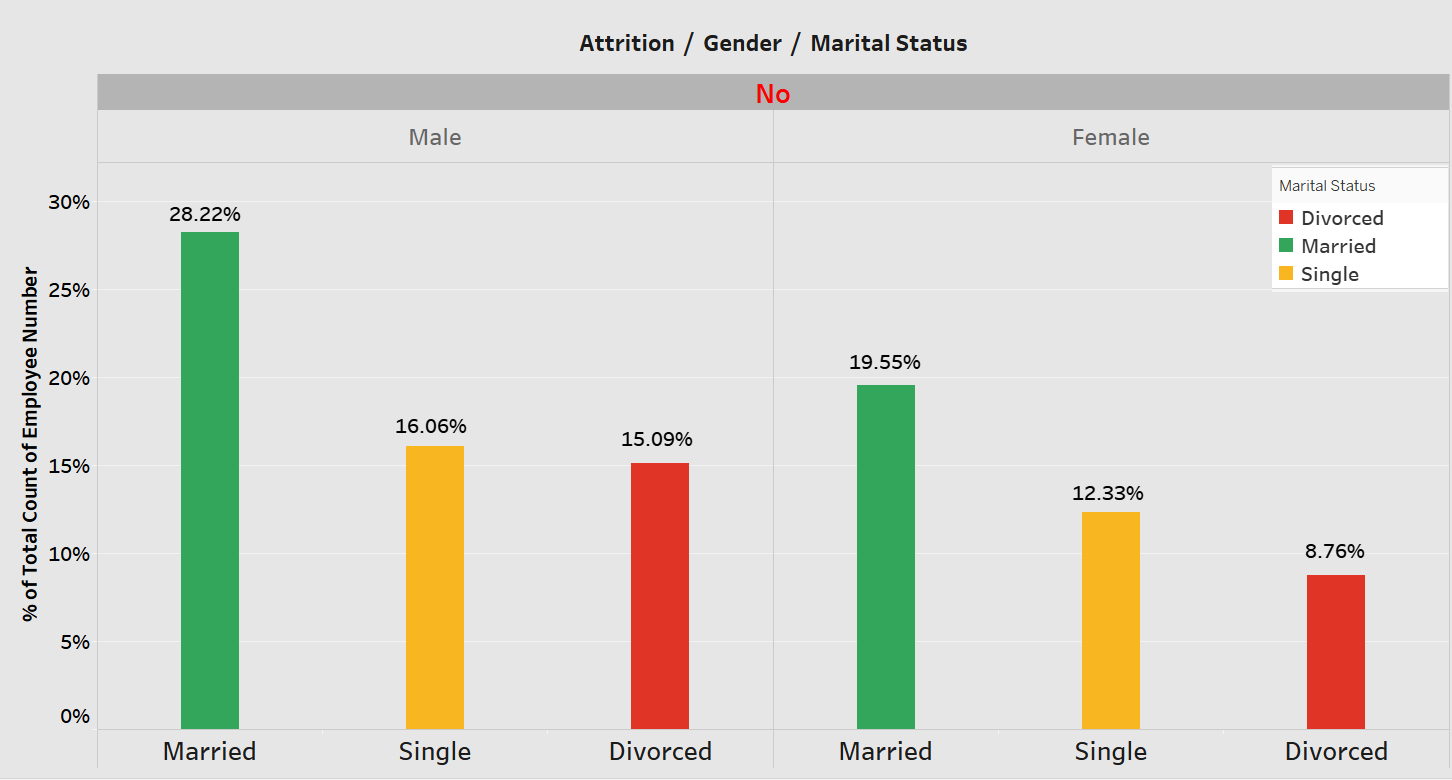 Attrition / Gender / Marital Status
No
Male
Female
Marital Status
Divorced
Married
Single
% of Total Count of Employee Number
30%
25%
20%
15%
10%
5%
0%
28.22%
16.06%
15.09%
19.55%
12.33%
8.76%
Married
Single
Divorced
Married
Single
Divorced